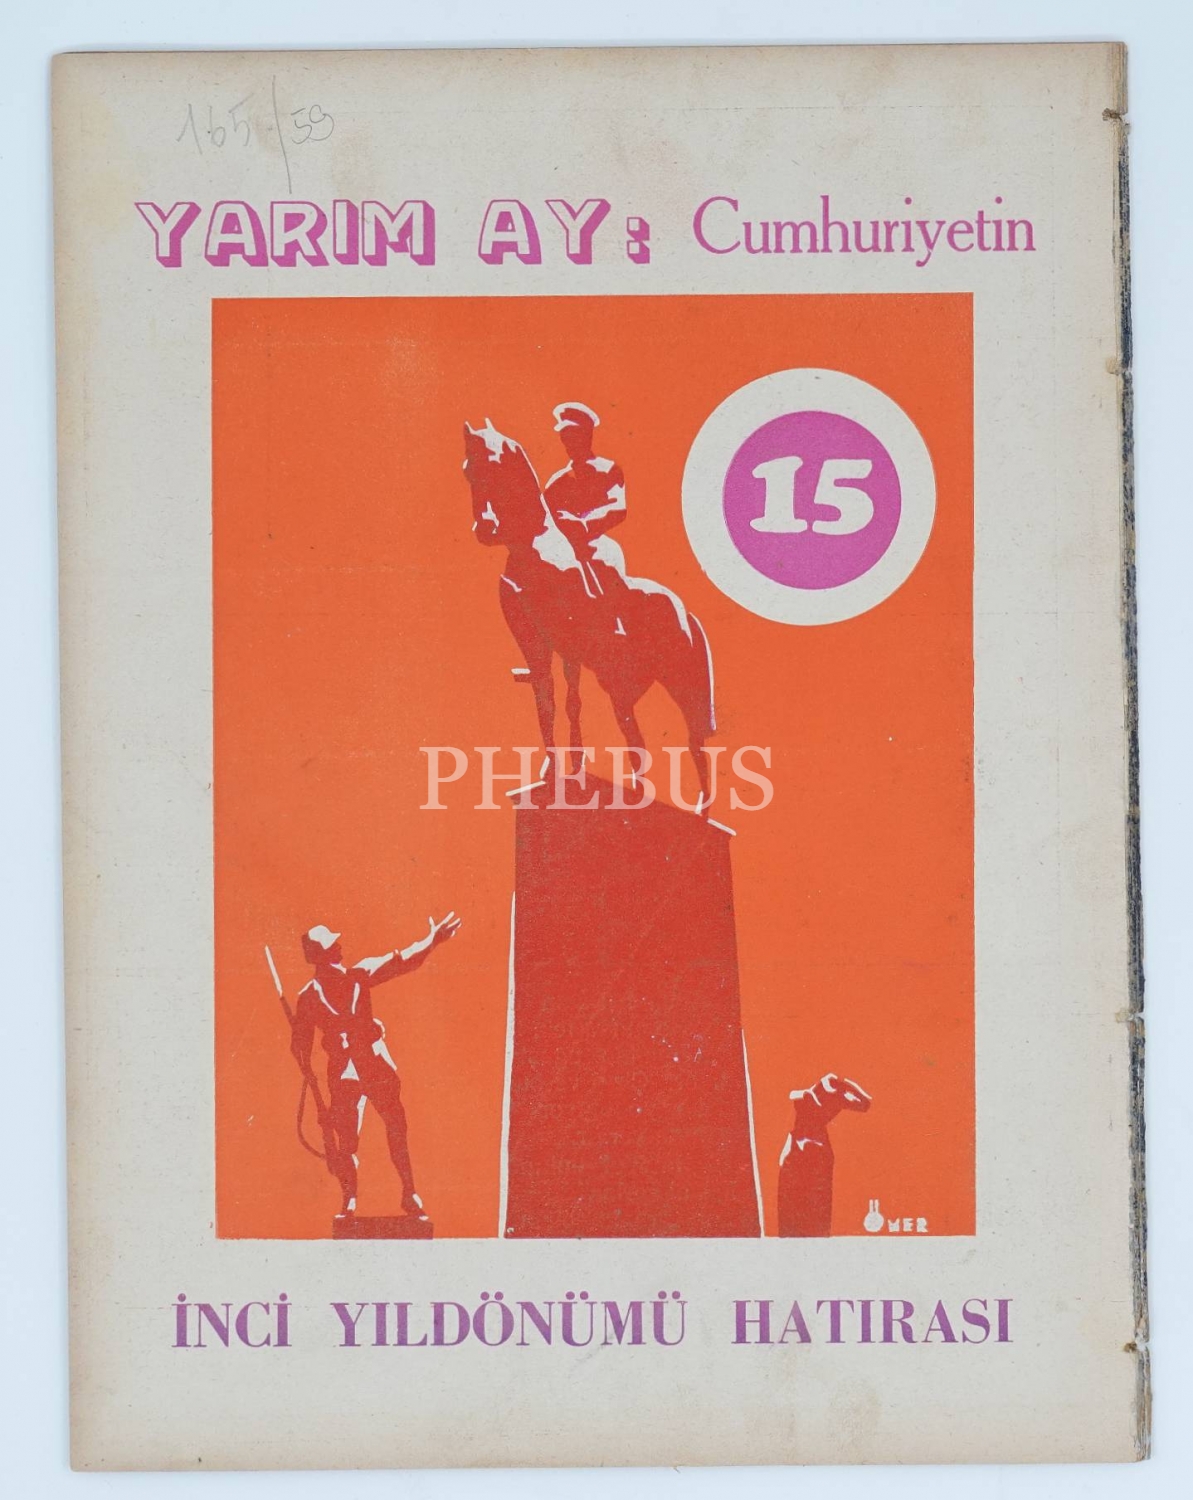 165/59
YARIM AY: Cumhuriyetin
15
PHEBUS
ÖMER
İNCİ YILDÖNÜMÜ HATIRASI